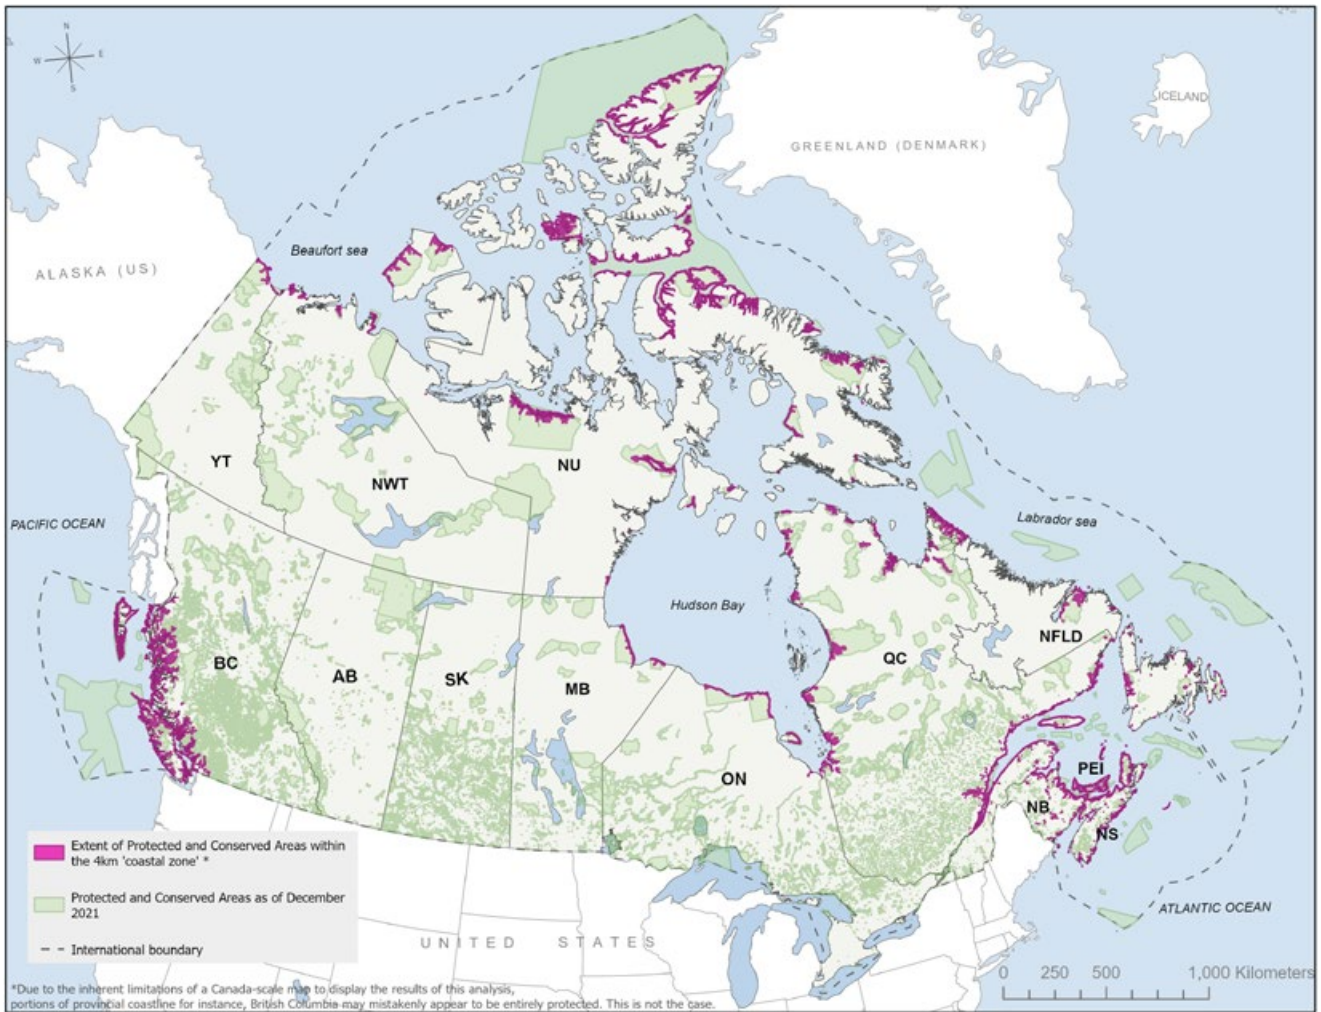 N
W
E
S
ICELAND
GREENLAND (DENMARK)
Beaufort sea
ALASKA (US)
YT
NU
NWT
PACIFIC OCEAN
Labrador sea
Hudson Bay
NFLD
BC
QC
AB
SK
MB
ON
PEI
NB
NS
Extent of Protected and Conserved Areas within
the 4km 'coastal zone' *
Protected and Conserved Areas as of December
2021
International boundary
ATLANTIC OCEAN
UNITED STATES
0 250 500 1,000 Kilometers
*Due to the inherent limitations of a Canada-scale map to display the results of this analysis,
portions of provincial coastline for instance, British Columbia may mistakenly appear to be entirely protected. This is not the case.